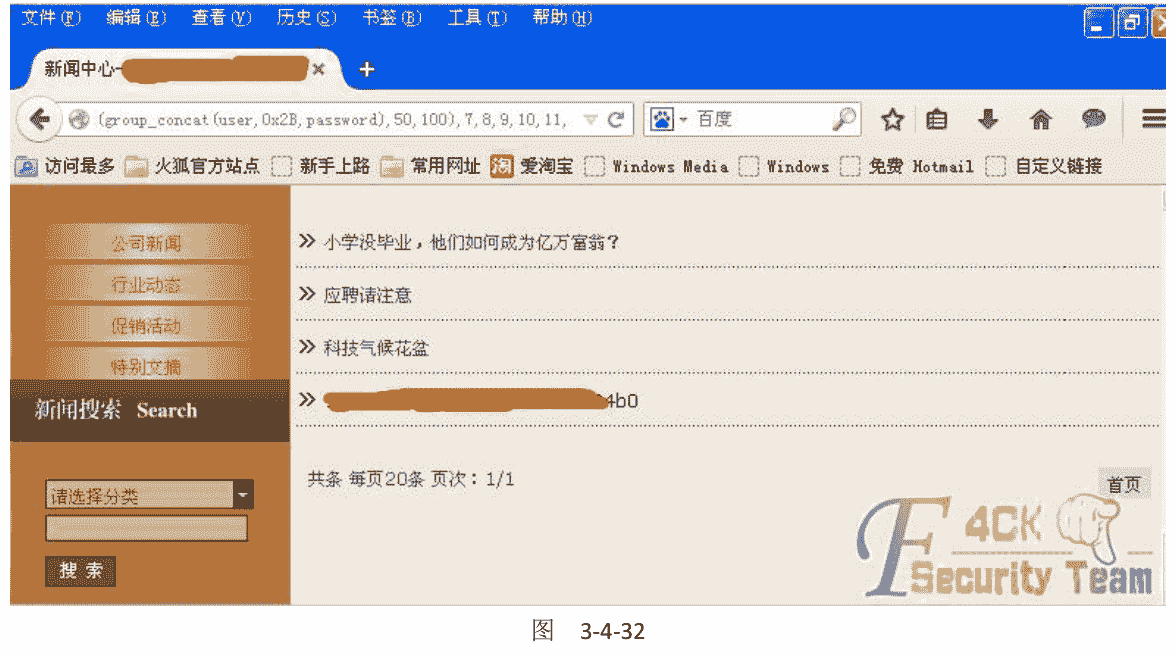 文件(F) 编辑(E) 查看(V) 历史(S) 书签(B) 工具(T) 帮助(H)
新闻中心-
(group_concat(user,0x2B,password),50,100),7,8,9,10,11, 百度
访问最多 火狐官方站点 新手上路 常用网址 淘 爱淘宝 Windows Media Windows 免费 Hotmail 自定义链接
公司新闻
行业动态
促销活动
特别文摘
新闻搜索 Search
请选择分类
搜 索
小学没毕业，他们如何成为亿万富翁？
应聘请注意
科技气候花盆
4b0
共条 每页20条 页次：1/1
首页
F4CK
Security Team
图 3-4-32